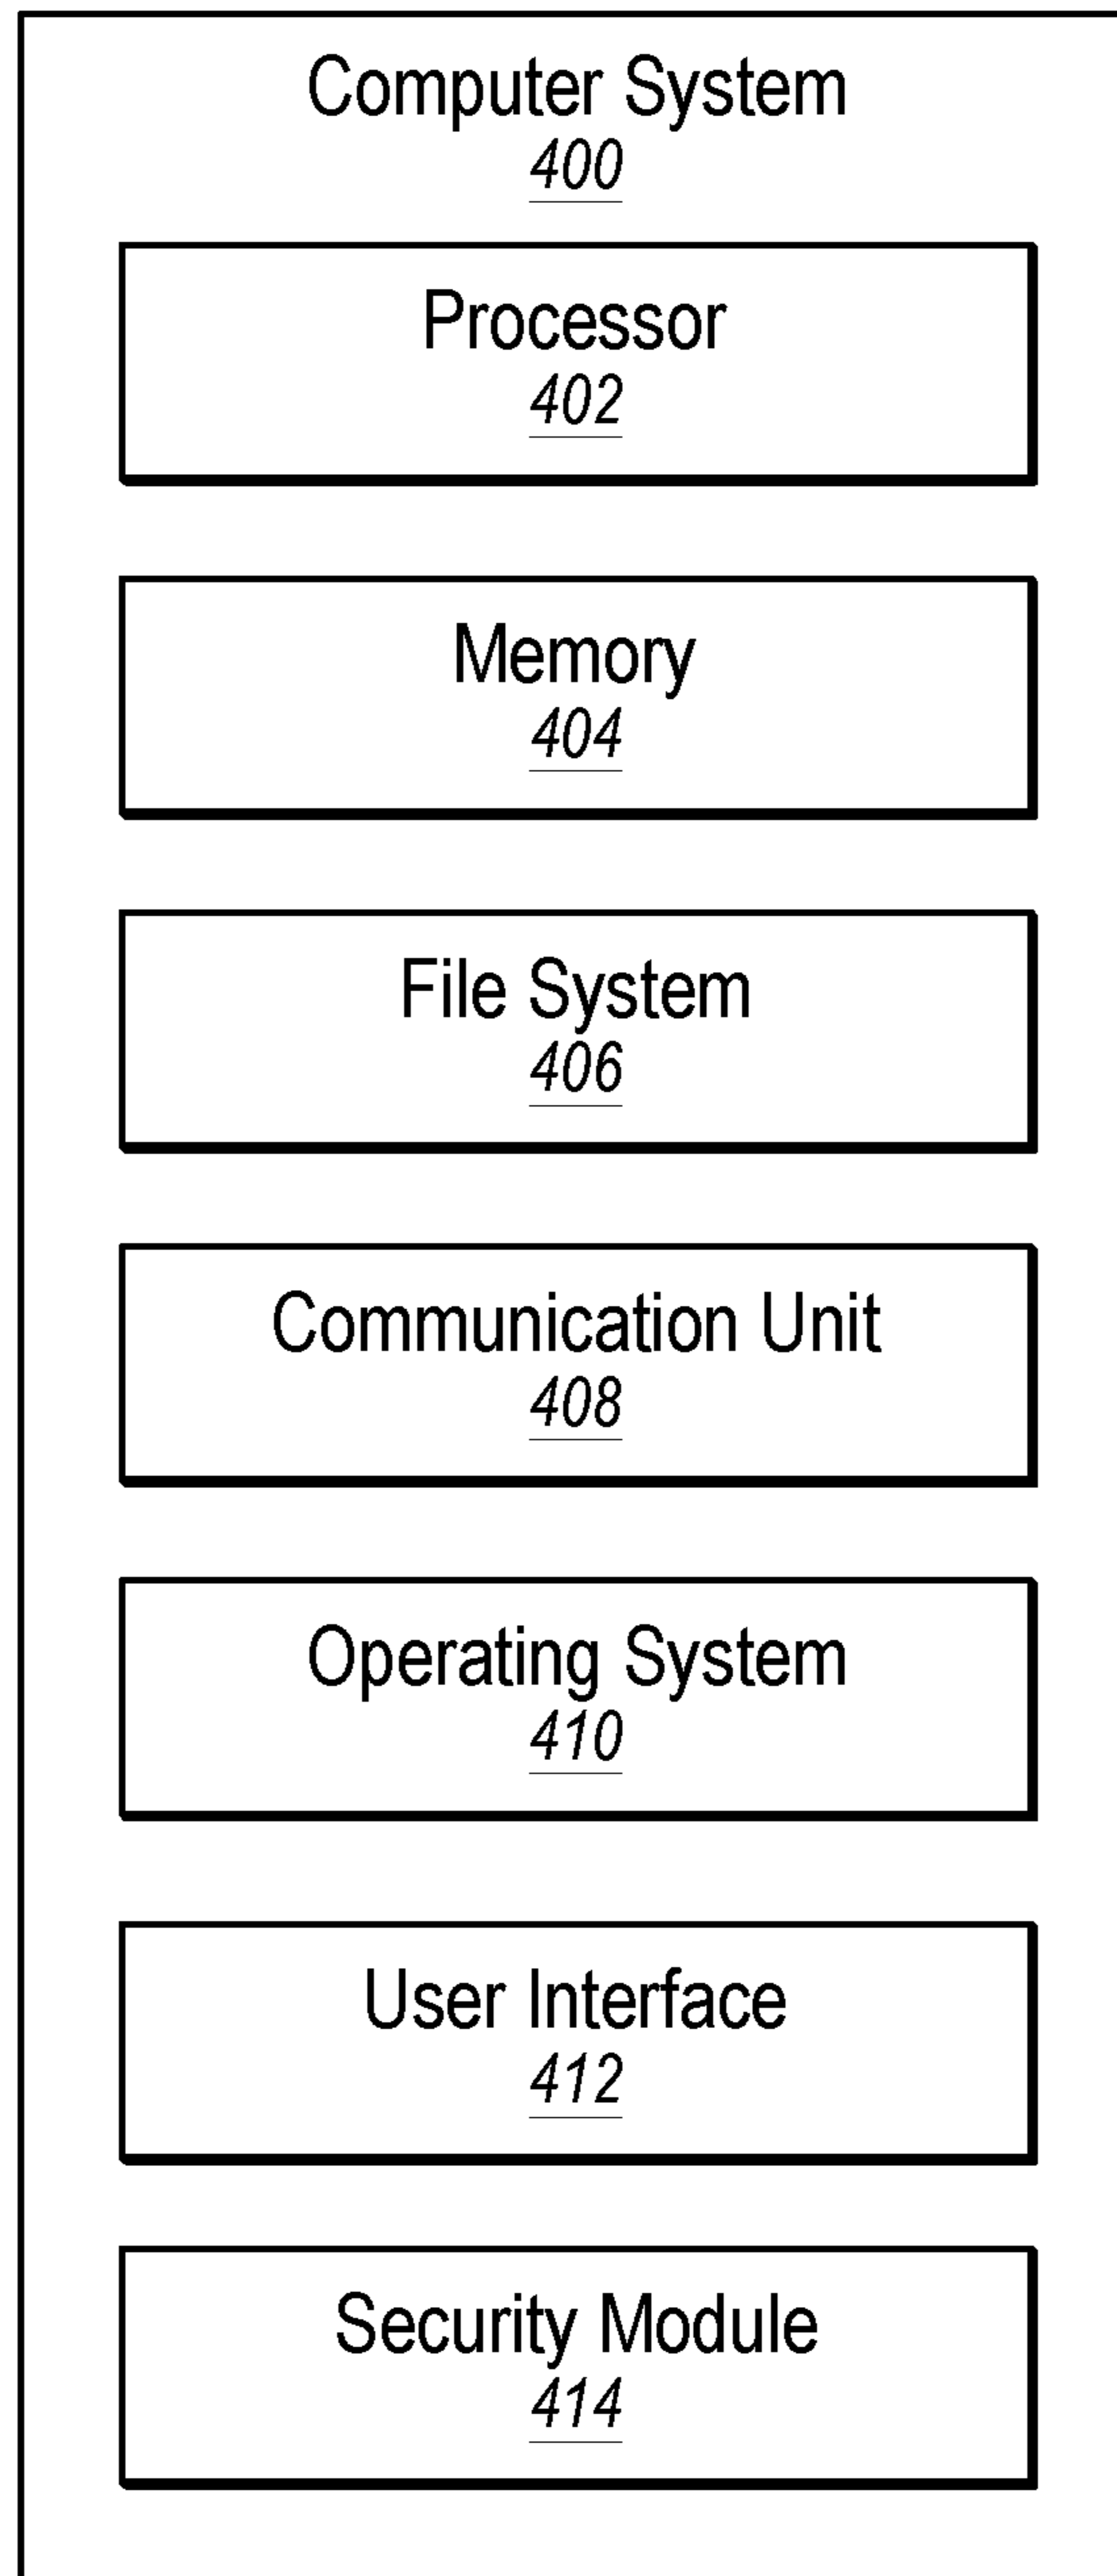 Computer System
400
Processor
402
Memory
404
File System
406
Communication Unit
408
Operating System
410
User Interface
412
Security Module
414